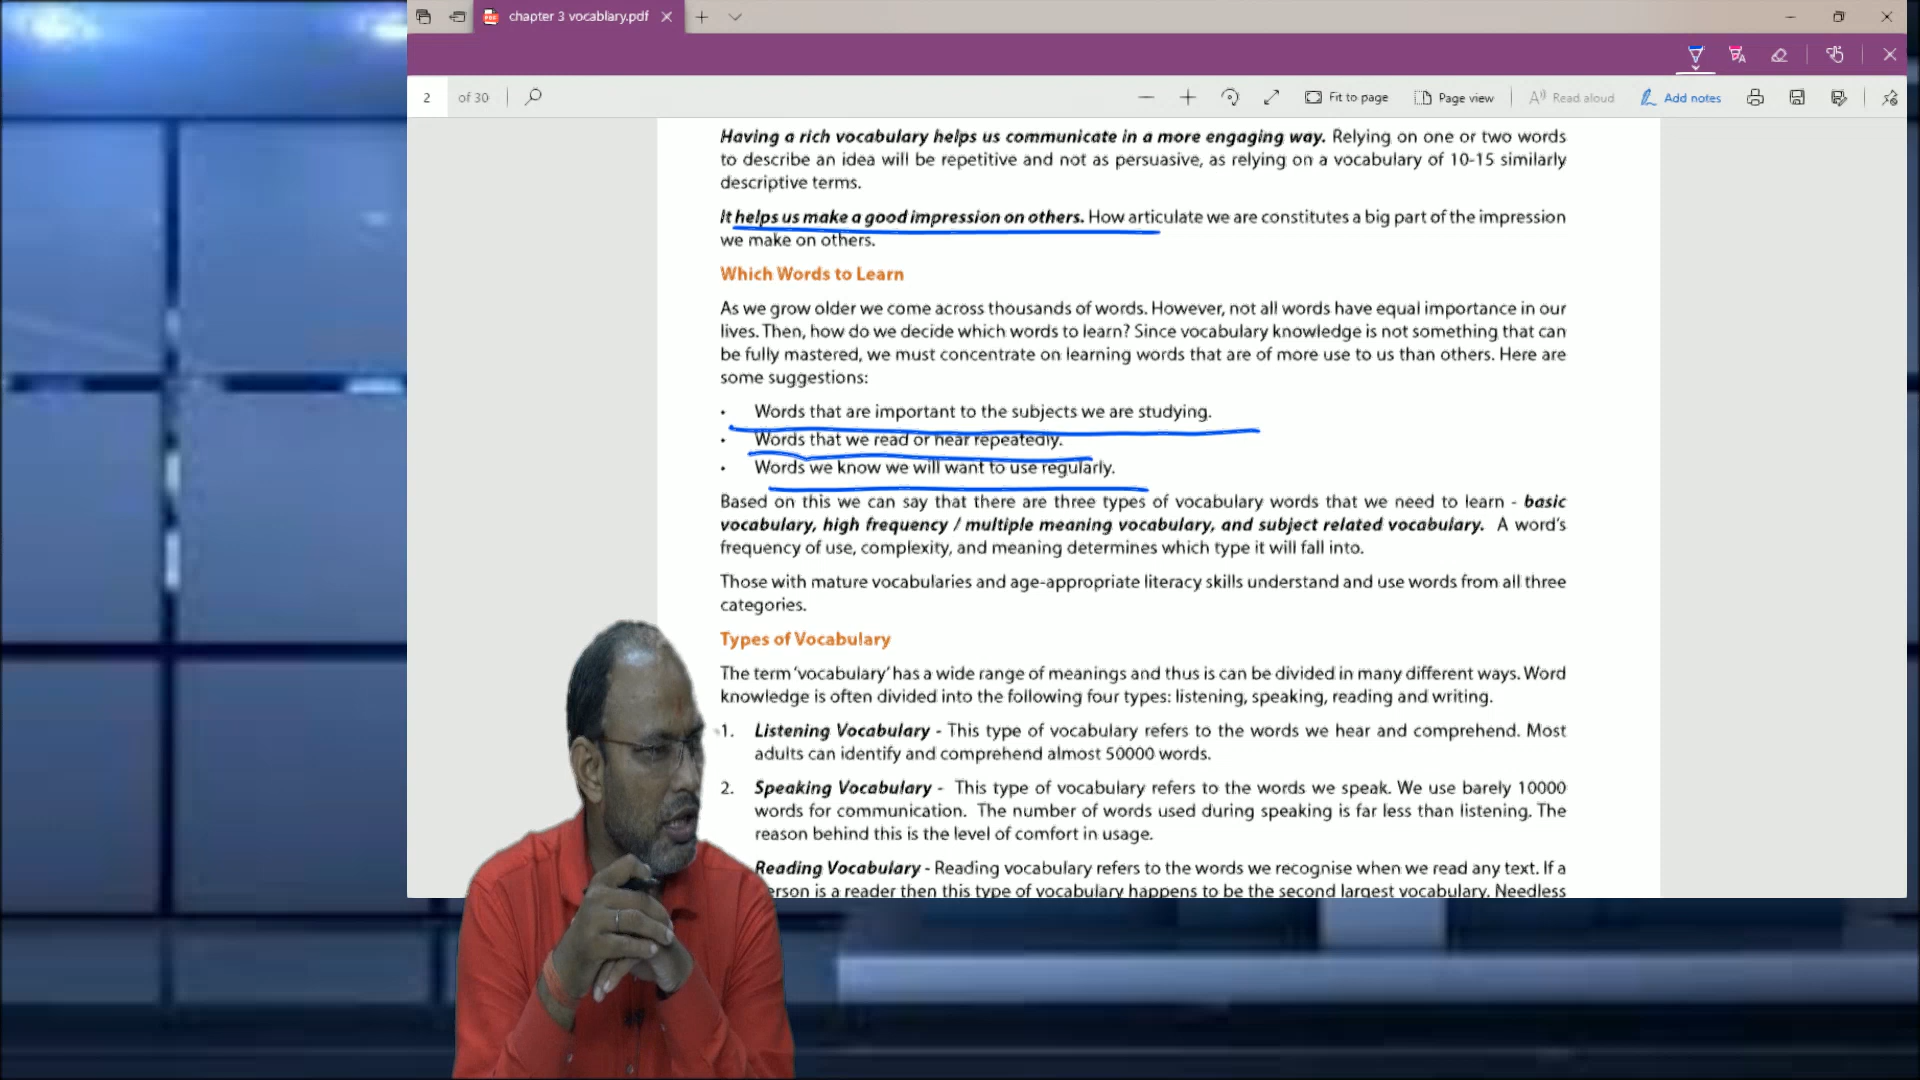 chapter 3 vocablary.pdf
2 of 30 Fit to page Page view Read aloud Add notes
Having a rich vocabulary helps us communicate in a more engaging way. Relying on one or two words
to describe an idea will be repetitive and not as persuasive, as relying on a vocabulary of 10-15 similarly
descriptive terms.
It helps us make a good impression on others. How articulate we are constitutes a big part of the impression
we make on others.
Which Words to Learn
As we grow older we come across thousands of words. However, not all words have equal importance in our
lives. Then, how do we decide which words to learn? Since vocabulary knowledge is not something that can
be fully mastered, we must concentrate on learning words that are of more use to us than others. Here are
some suggestions:
• Words that are important to the subjects we are studying.
• Words that we read or hear repeatedly.
• Words we know we will want to use regularly.
Based on this we can say that there are three types of vocabulary words that we need to learn - basic
vocabulary, high frequency / multiple meaning vocabulary, and subject related vocabulary. A word's
frequency of use, complexity, and meaning determines which type it will fall into.
Those with mature vocabularies and age-appropriate literacy skills understand and use words from all three
categories.
Types of Vocabulary
The term 'vocabulary' has a wide range of meanings and thus is can be divided in many different ways. Word
knowledge is often divided into the following four types: listening, speaking, reading and writing.
1. Listening Vocabulary - This type of vocabulary refers to the words we hear and comprehend. Most
adults can identify and comprehend almost 50000 words.
2. Speaking Vocabulary - This type of vocabulary refers to the words we speak. We use barely 10000
words for communication. The number of words used during speaking is far less than listening. The
reason behind this is the level of comfort in usage.
Reading Vocabulary - Reading vocabulary refers to the words we recognise when we read any text. If a
erson is a reader then this type of vocabulary happens to be the second largest vocabulary. Needless